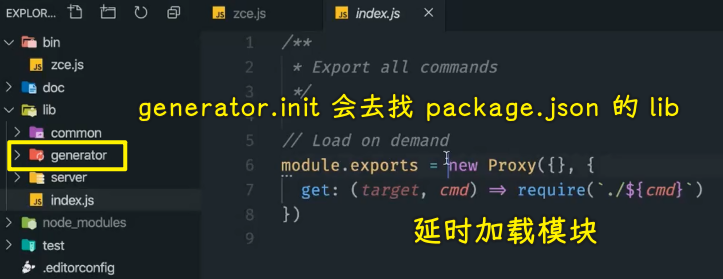 EXPLOR...
zce.js
index.js
bin
zce.js
doc
lib
common
generator
server
index.js
node_modules
test
.editorconfig
1 /**
2 * Export all commands
3 */
generator.init 会去找 package.json 的 lib
4
5 // Load on demand
6 module.exports = new Proxy({}, {
7 get: (target, cmd) => require(`./${cmd}`)
8 })
9
延时加载模块